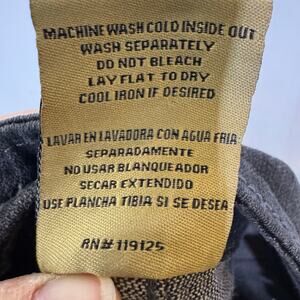 MACHINE WASH COLD INSIDE OUT
WASH SEPARATELY
DO NOT BLEACH
LAY FLAT TO DRY
COOL IRON IF DESIRED
LAVAR EN LAVADORA CON AGUA FRIA
SEPARADAMENTE
NO USAR BLANQUEADOR
SECAR EXTENDIDO
USE PLANCHA TIBIA SI SE DESEA
RN# 119125